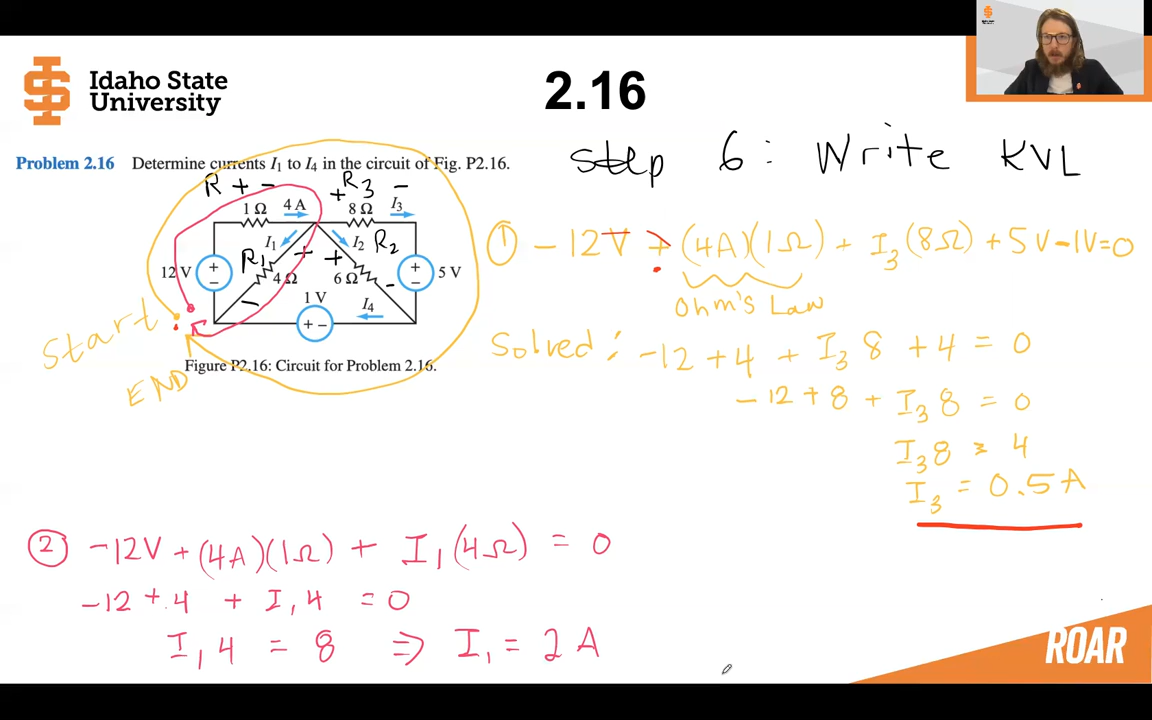 Idaho State
University
2.16
Problem 2.16 Determine currents I1 to I4 in the circuit of Fig. P2.16.
step 6: Write KVL
R + −
+ R3 −
1 Ω 4 A 8 Ω I3
I1 I2 R2
R1 + +
12 V + − 4 Ω 6 Ω − + − 5 V
− 1 V I4
+ −
Start
END
Figure P2.16: Circuit for Problem 2.16.
① −12V + (4A)(1Ω) + I3(8Ω) + 5V − 1V = 0
Ohm's Law
Solved: −12 + 4 + I3 8 + 4 = 0
−12 + 8 + I3 8 = 0
I3 8 = 4
I3 = 0.5A
② −12V + (4A)(1Ω) + I1(4Ω) = 0
−12 + 4 + I1 4 = 0
I1 4 = 8 ⇒ I1 = 2A
ROAR